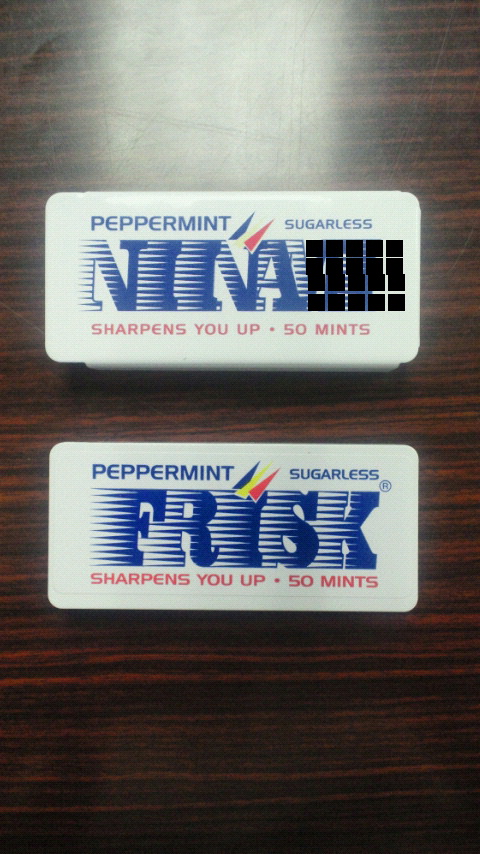 PEPPERMINT SUGARLESS
NINA
SHARPENS YOU UP • 50 MINTS
PEPPERMINT SUGARLESS
FRISK®
SHARPENS YOU UP • 50 MINTS